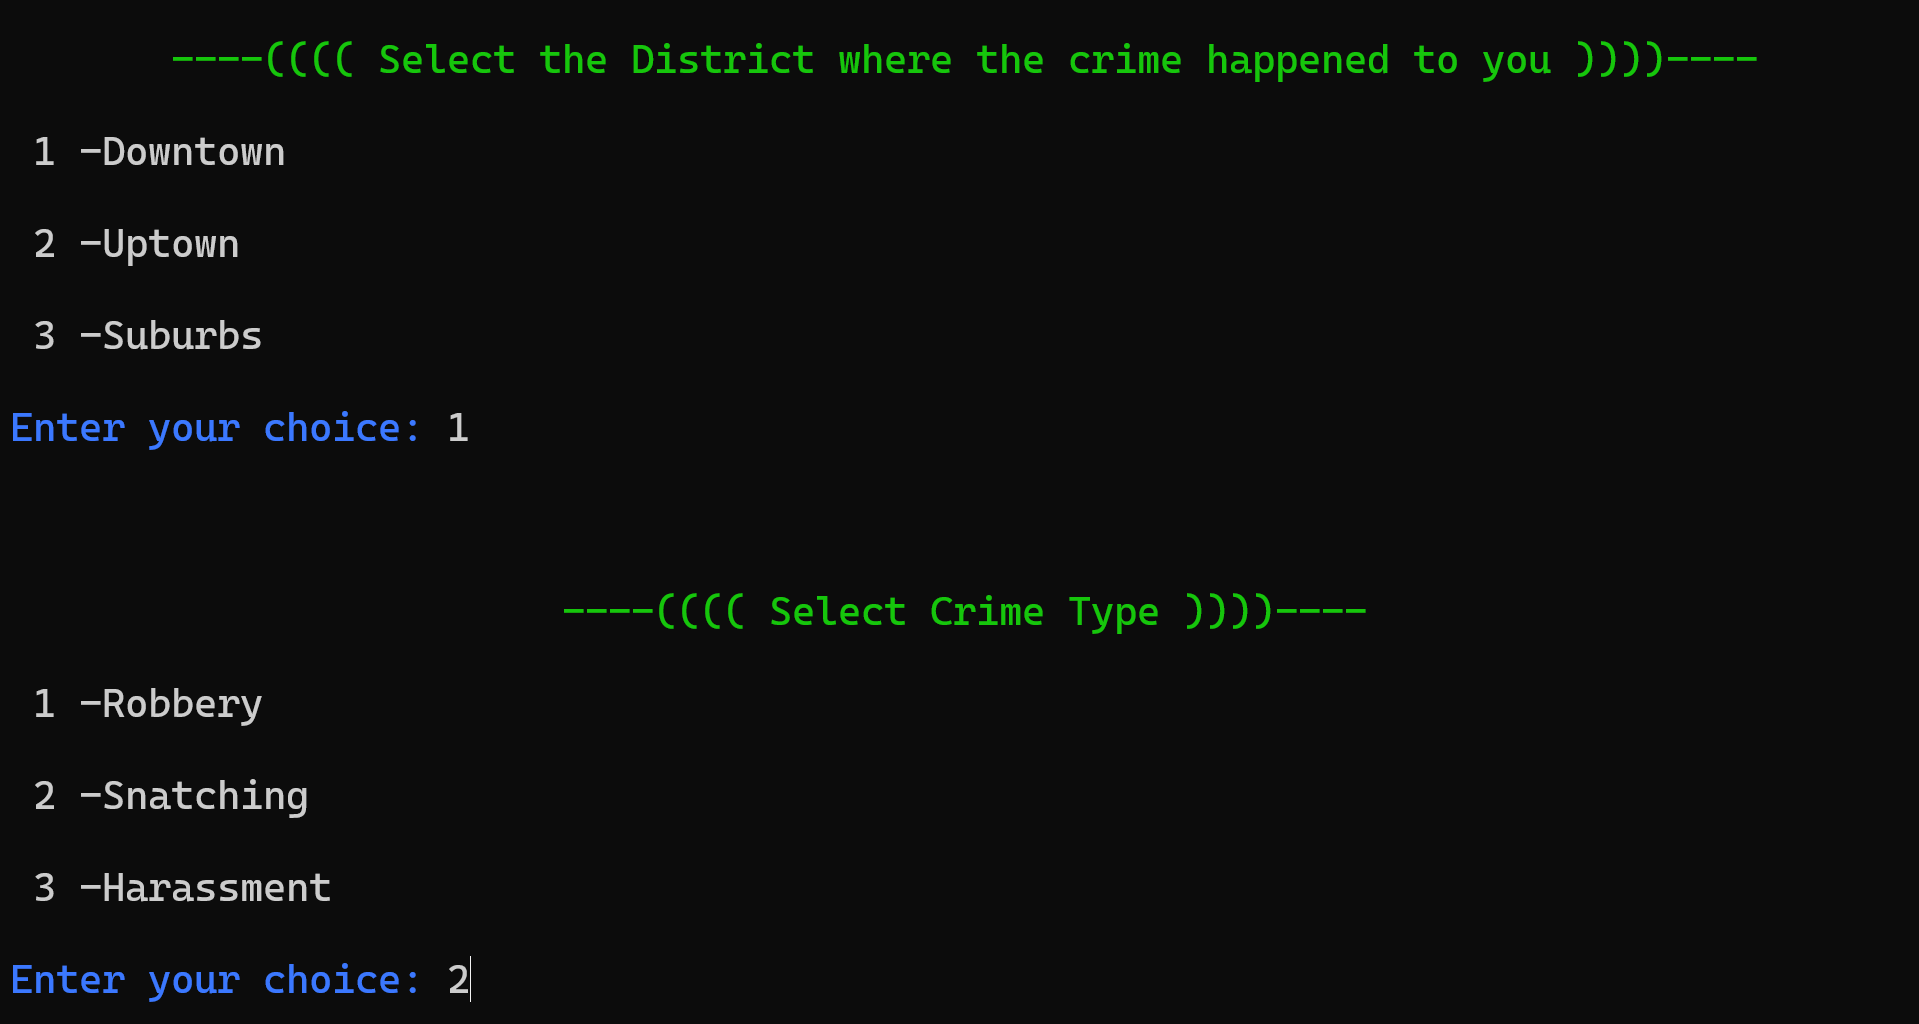 ----(((( Select the District where the crime happened to you ))))----
1 -Downtown
2 -Uptown
3 -Suburbs
Enter your choice: 1
----(((( Select Crime Type ))))----
1 -Robbery
2 -Snatching
3 -Harassment
Enter your choice: 2